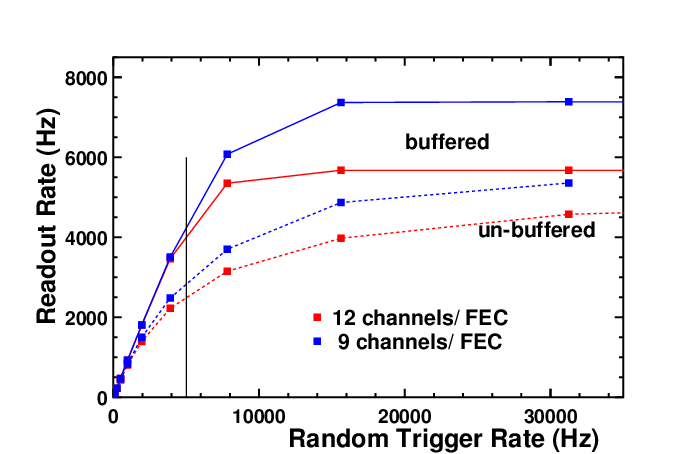 Readout Rate (Hz)
8000
6000
4000
2000
0
buffered
un-buffered
12 channels/ FEC
9 channels/ FEC
0
10000
20000
30000
Random Trigger Rate (Hz)